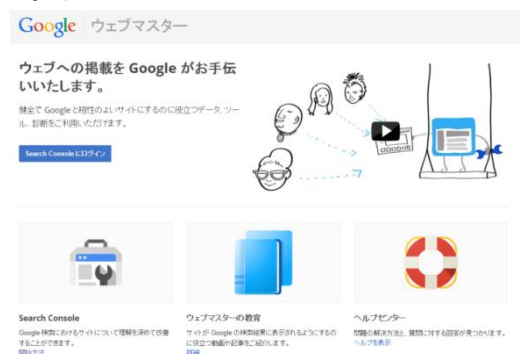 Google ウェブマスター
ウェブへの掲載を Google がお手伝
いいたします。
健全で Google と相性のよいサイトにするのに役立つデータ、ツー
ル、診断をご利用いただけます。
Search Console にログイン
Search Console
Google 検索におけるサイトについて理解を深めて改善
することができます。
開始方法
ウェブマスターの教育
サイトが Google の検索結果に表示されるようにするの
に役立つ動画や記事をご紹介します。
詳細
ヘルプセンター
問題の解決方法と、質問に対する回答が見つかります。
ヘルプを表示